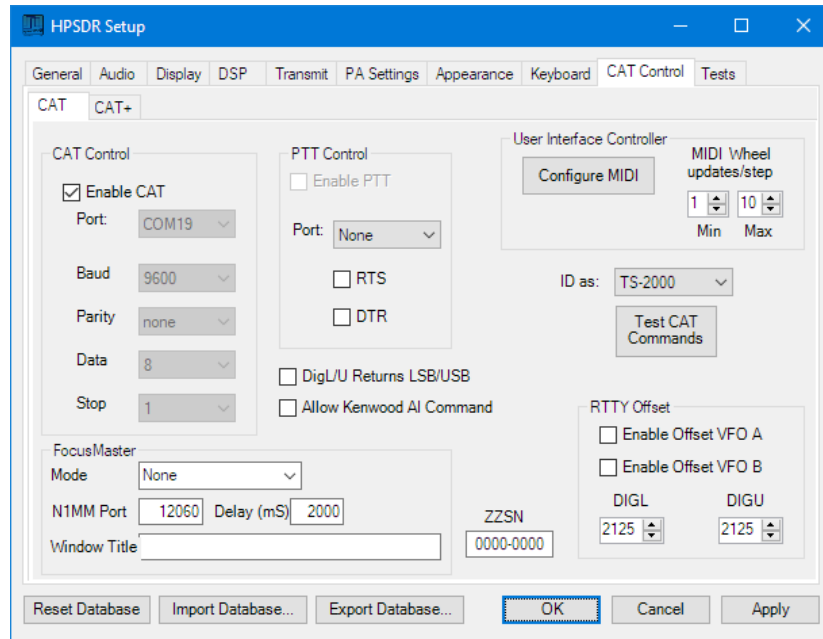 HPSDR Setup
General Audio Display DSP Transmit PA Settings Appearance Keyboard CAT Control Tests
CAT CAT+
CAT Control
Enable CAT
Port: COM19
Baud 9600
Parity none
Data 8
Stop 1
PTT Control
Enable PTT
Port: None
RTS
DTR
DigL/U Returns LSB/USB
Allow Kenwood AI Command
User Interface Controller
Configure MIDI
MIDI Wheel
updates/step
1 10
Min Max
ID as: TS-2000
Test CAT
Commands
RTTY Offset
Enable Offset VFO A
Enable Offset VFO B
DIGL DIGU
2125 2125
FocusMaster
Mode None
N1MM Port 12060 Delay (mS) 2000
Window Title
ZZSN
0000-0000
Reset Database Import Database... Export Database... OK Cancel Apply